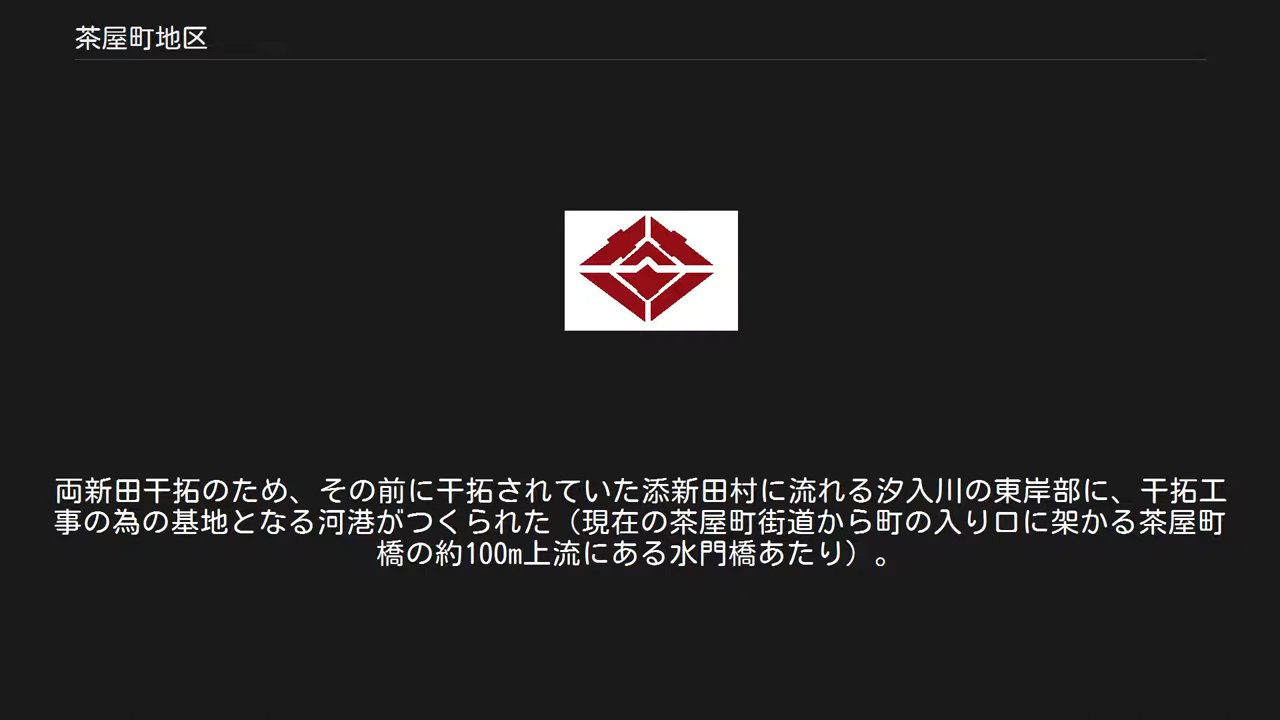 茶屋町地区
両新田干拓のため、その前に干拓されていた添新田村に流れる汐入川の東岸部に、干拓工
事の為の基地となる河港がつくられた（現在の茶屋町街道から町の入り口に架かる茶屋町
橋の約100m上流にある水門橋あたり）。